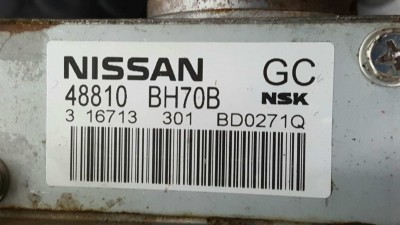 NISSAN GC
48810 BH70B NSK
3 16713 301 BD0271Q